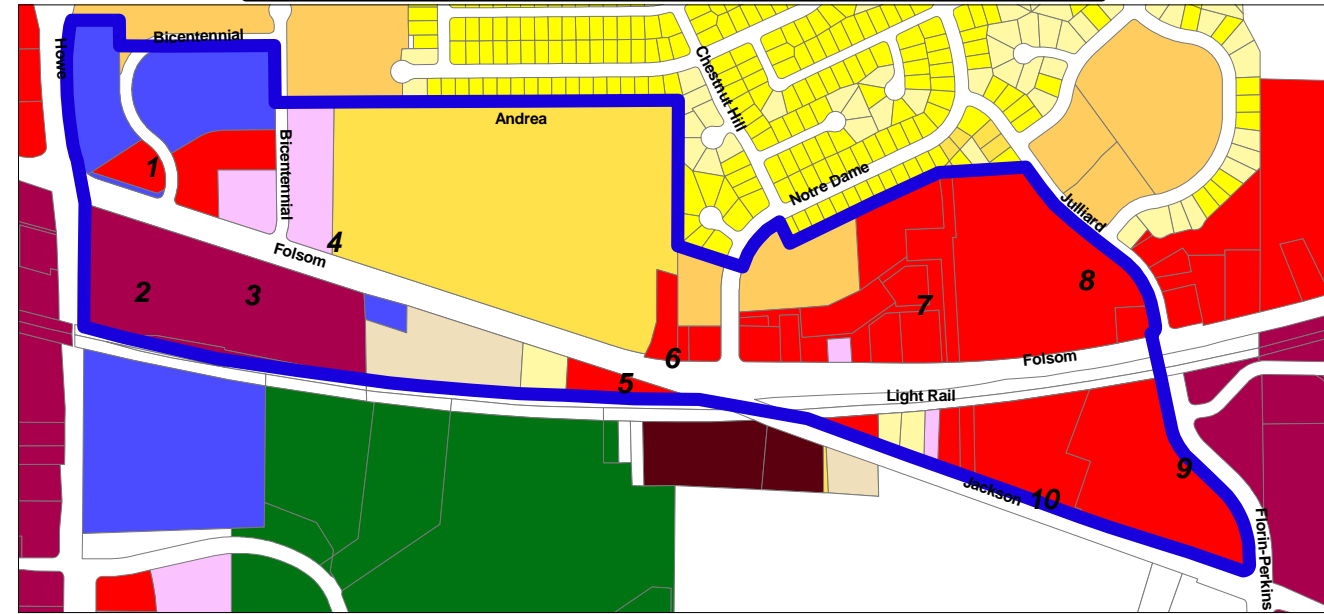 Howe
Bicentennial
Chestnut Hill
Andrea
Bicentennial
1
Notre Dame
Julliard
4
Folsom
2
3
8
7
6
Folsom
5
Light Rail
9
Jackson
10
Florin-Perkins